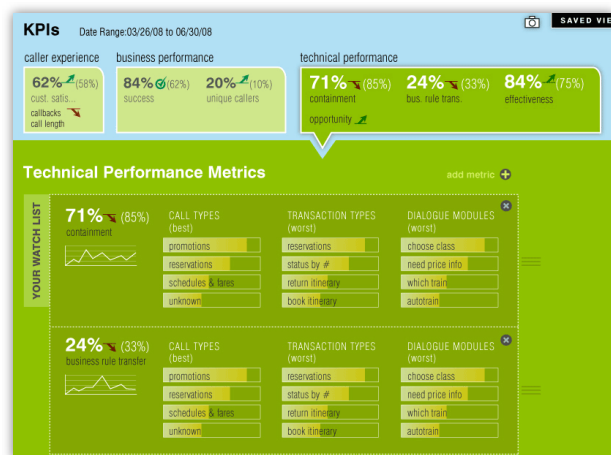 KPIs Date Range:03/26/08 to 06/30/08
SAVED VIE
caller experience
62% (58%)
cust. satis...
callbacks
call length
business performance
84% (62%)
success
20% (10%)
unique callers
technical performance
71% (85%)
containment
24% (33%)
bus. rule trans.
84% (75%)
effectiveness
opportunity
Technical Performance Metrics
add metric
YOUR WATCH LIST
71% (85%)
containment
CALL TYPES
(best)
promotions
reservations
schedules & fares
unknown
TRANSACTION TYPES
(worst)
reservations
status by #
return itinerary
book itinerary
DIALOGUE MODULES
(worst)
choose class
need price info
which train
autotrain
24% (33%)
business rule transfer
CALL TYPES
(best)
promotions
reservations
schedules & fares
unknown
TRANSACTION TYPES
(worst)
reservations
status by #
return itinerary
book itinerary
DIALOGUE MODULES
(worst)
choose class
need price info
which train
autotrain